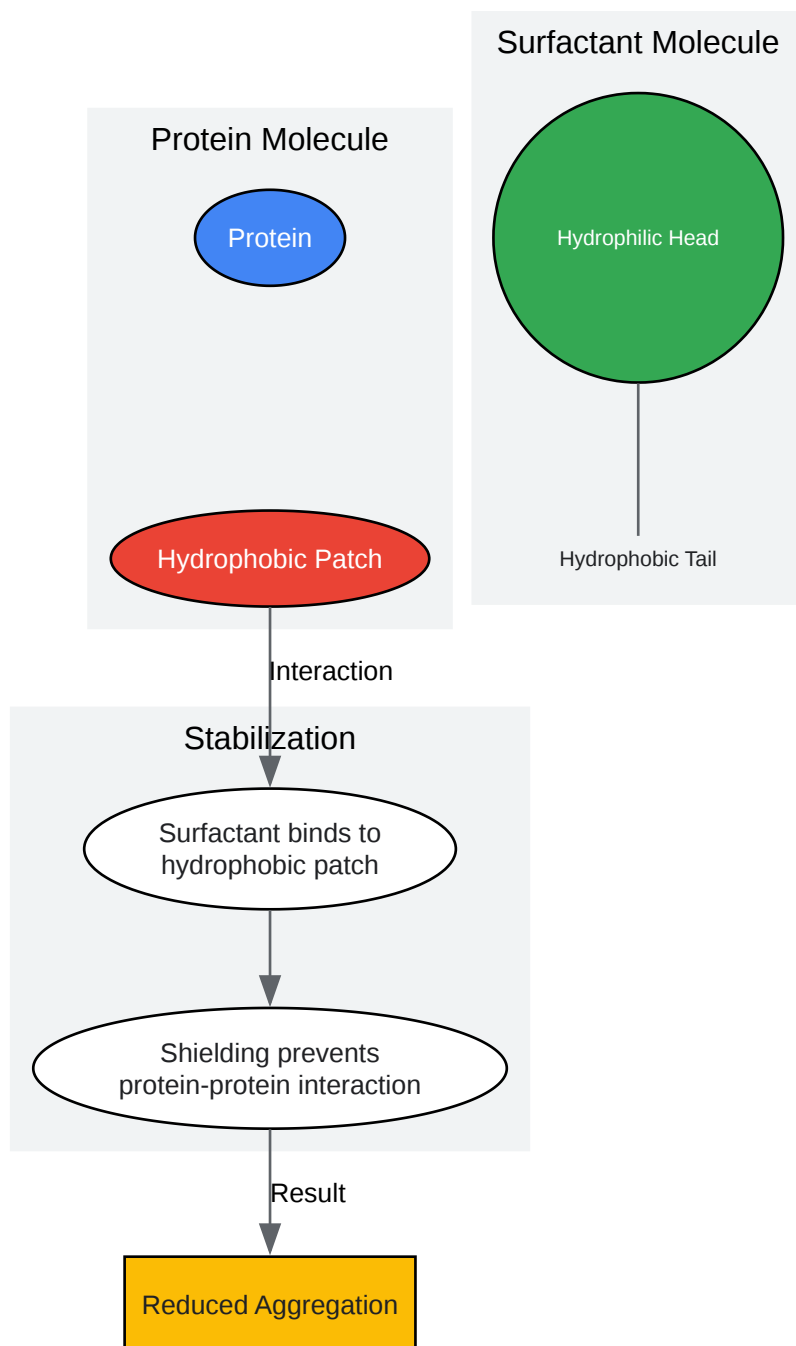 Surfactant Molecule
Hydrophilic Head
Hydrophobic Tail
Protein Molecule
Protein
Hydrophobic Patch
Interaction
Stabilization
Surfactant binds to
hydrophobic patch
Shielding prevents
protein-protein interaction
Result
Reduced Aggregation